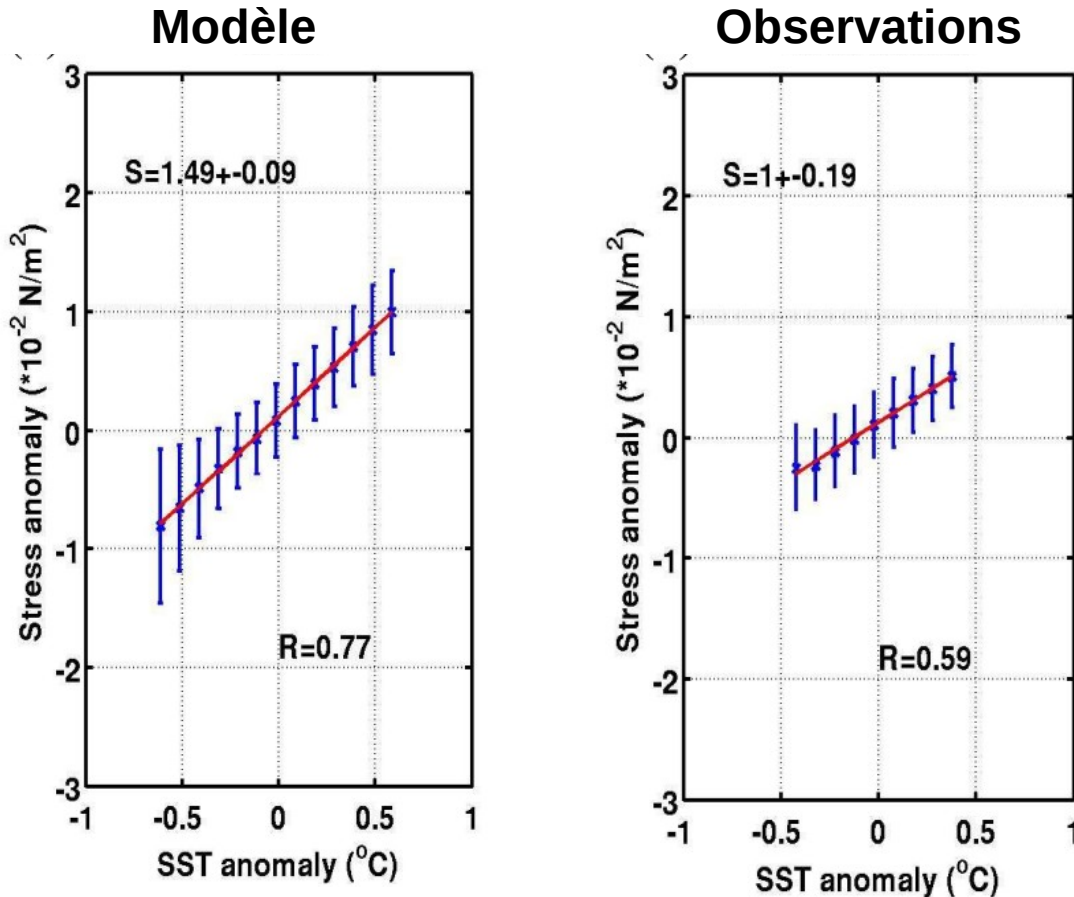 Modèle
3
2
1
0
-1
-2
-3
-1
-0.5
0
0.5
1
S=1.49+-0.09
R=0.77
Stress anomaly (*10^-2 N/m^2)
SST anomaly (°C)
Observations
3
2
1
0
-1
-2
-3
-1
-0.5
0
0.5
1
S=1+-0.19
R=0.59
Stress anomaly (*10^-2 N/m^2)
SST anomaly (°C)